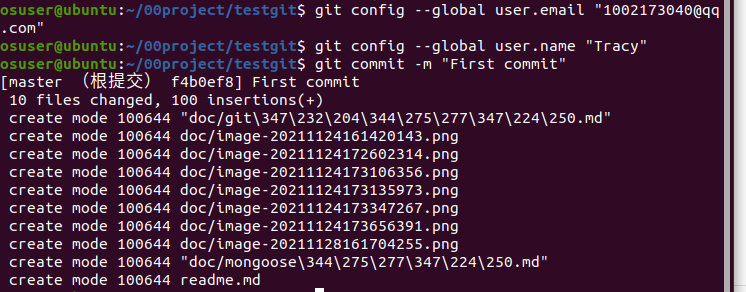 osuser@ubuntu:~/00project/testgit$ git config --global user.email "1002173040@qq
.com"
osuser@ubuntu:~/00project/testgit$ git config --global user.name "Tracy"
osuser@ubuntu:~/00project/testgit$ git commit -m "First commit"
[master （根提交） f4b0ef8] First commit
 10 files changed, 100 insertions(+)
 create mode 100644 "doc/git\347\232\204\344\275\277\347\224\250.md"
 create mode 100644 doc/image-20211124161420143.png
 create mode 100644 doc/image-20211124172602314.png
 create mode 100644 doc/image-20211124173106356.png
 create mode 100644 doc/image-20211124173135973.png
 create mode 100644 doc/image-20211124173347267.png
 create mode 100644 doc/image-20211124173656391.png
 create mode 100644 doc/image-20211128161704255.png
 create mode 100644 "doc/mongoose\344\275\277\347\224\250.md"
 create mode 100644 readme.md